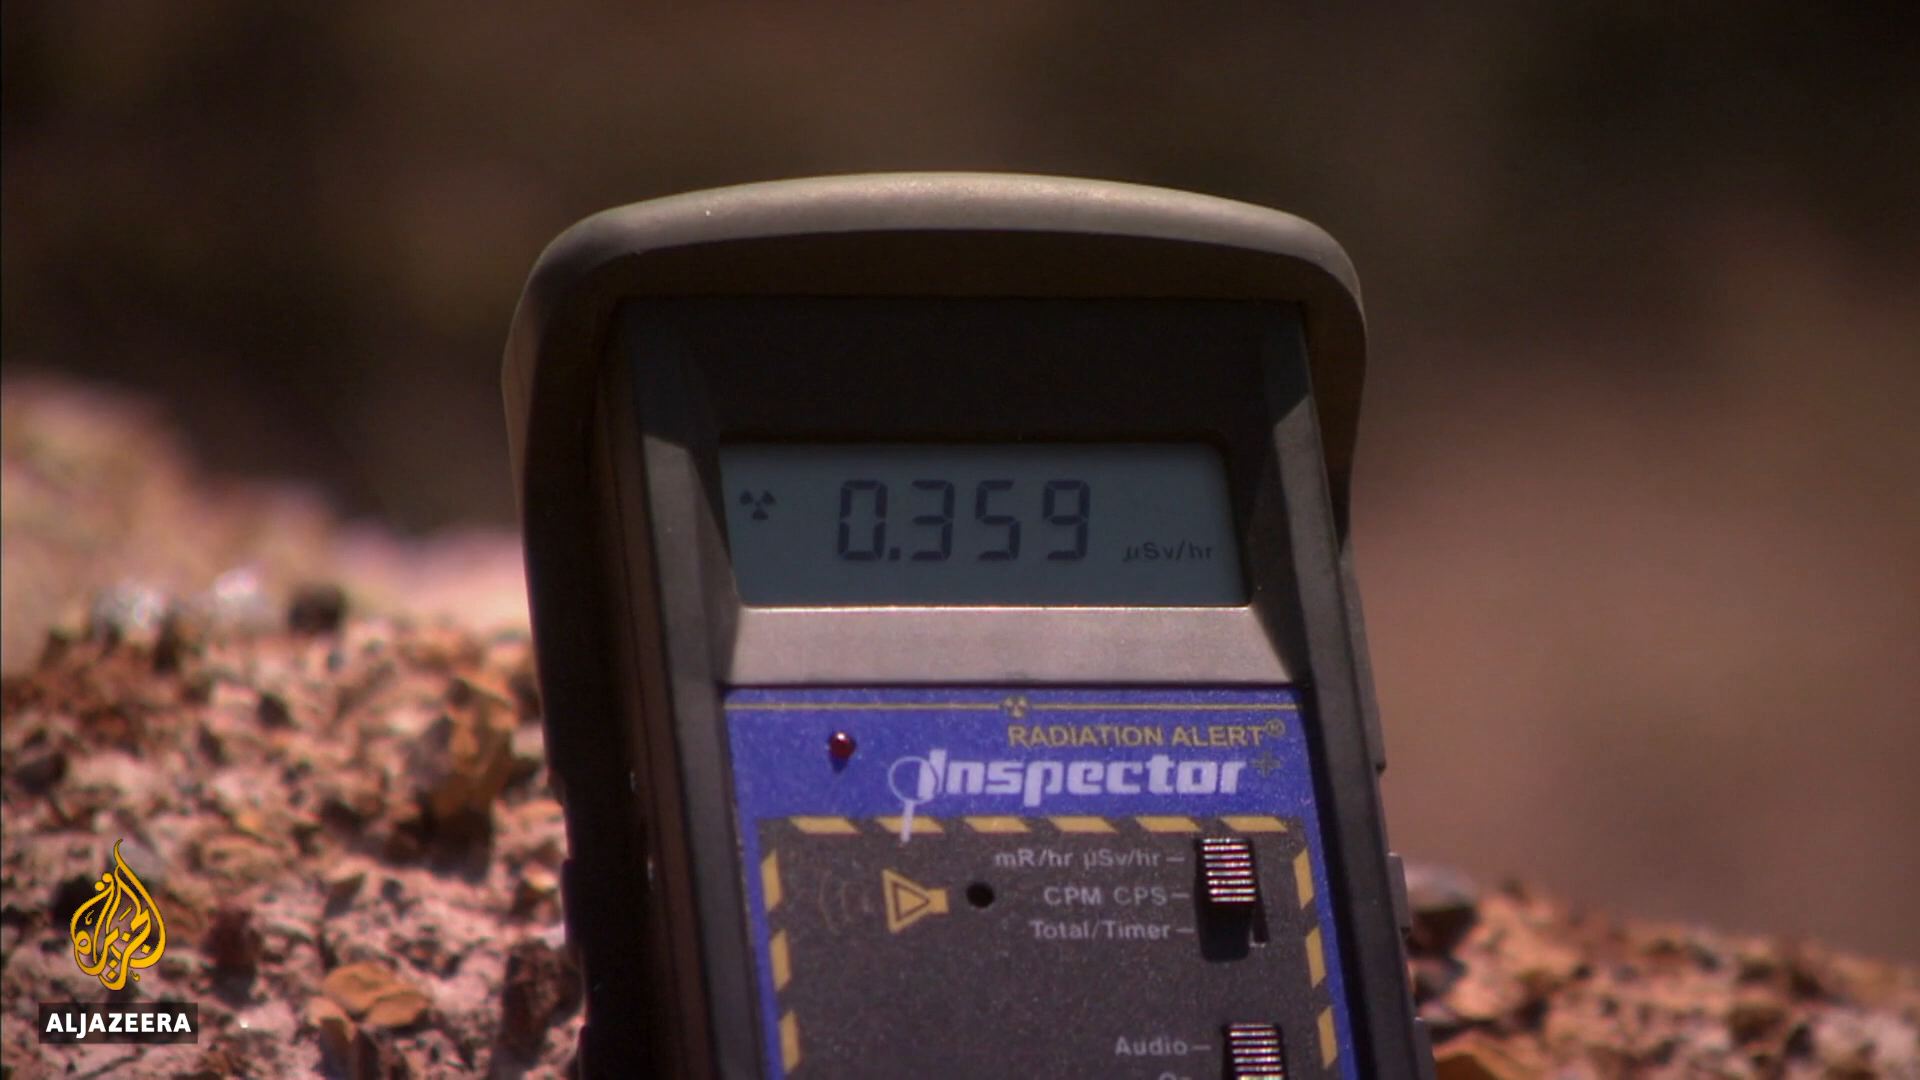 0.359 µSv/hr
RADIATION ALERT®
Inspector+
mR/hr µSv/hr
CPM CPS
Total/Timer
Audio
الجزيرة
ALJAZEERA